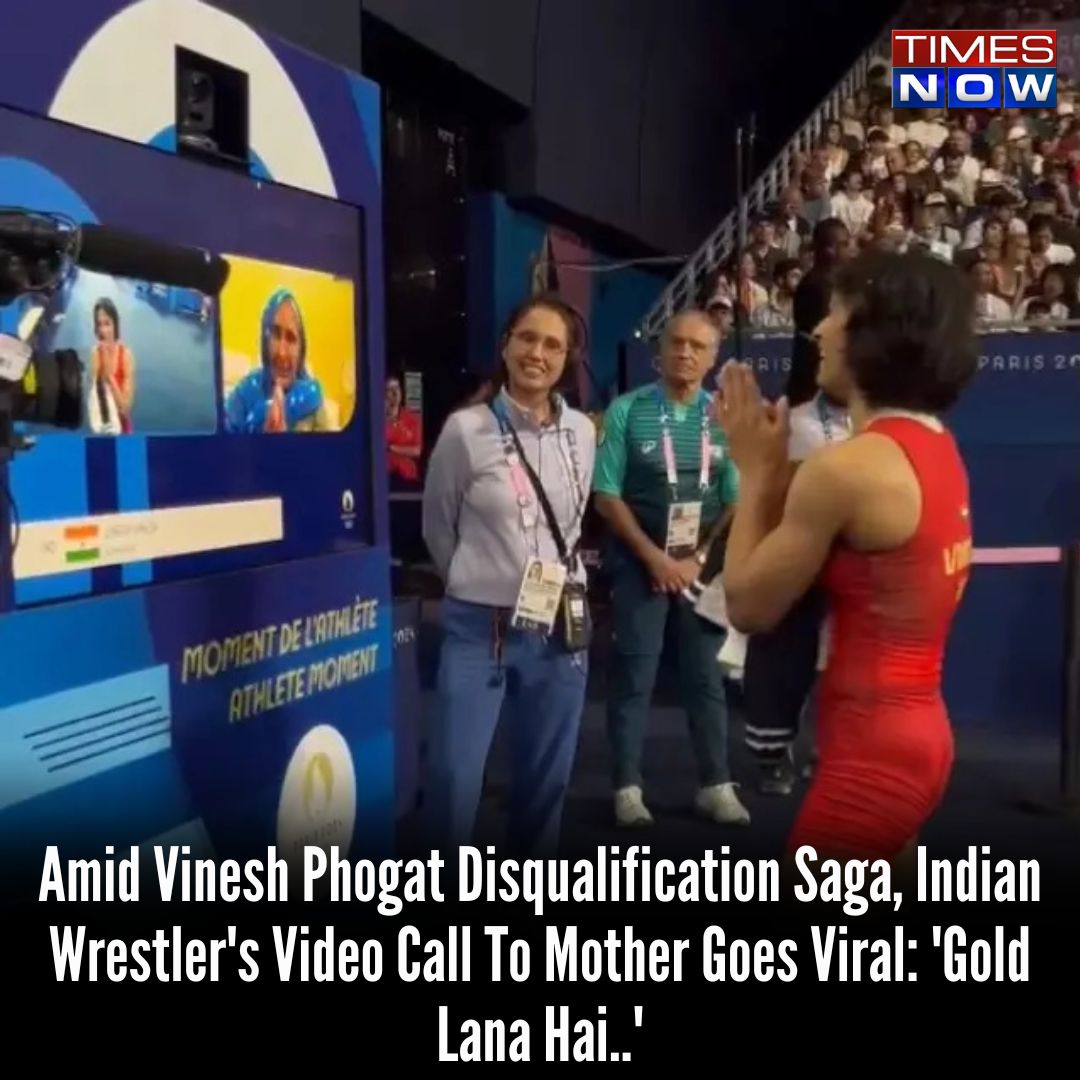 TIMES
NOW
PARIS 2
MOMENT DE L'ATHLÈTE
ATHLETE MOMENT
Amid Vinesh Phogat Disqualification Saga, Indian
Wrestler's Video Call To Mother Goes Viral: 'Gold
Lana Hai..'